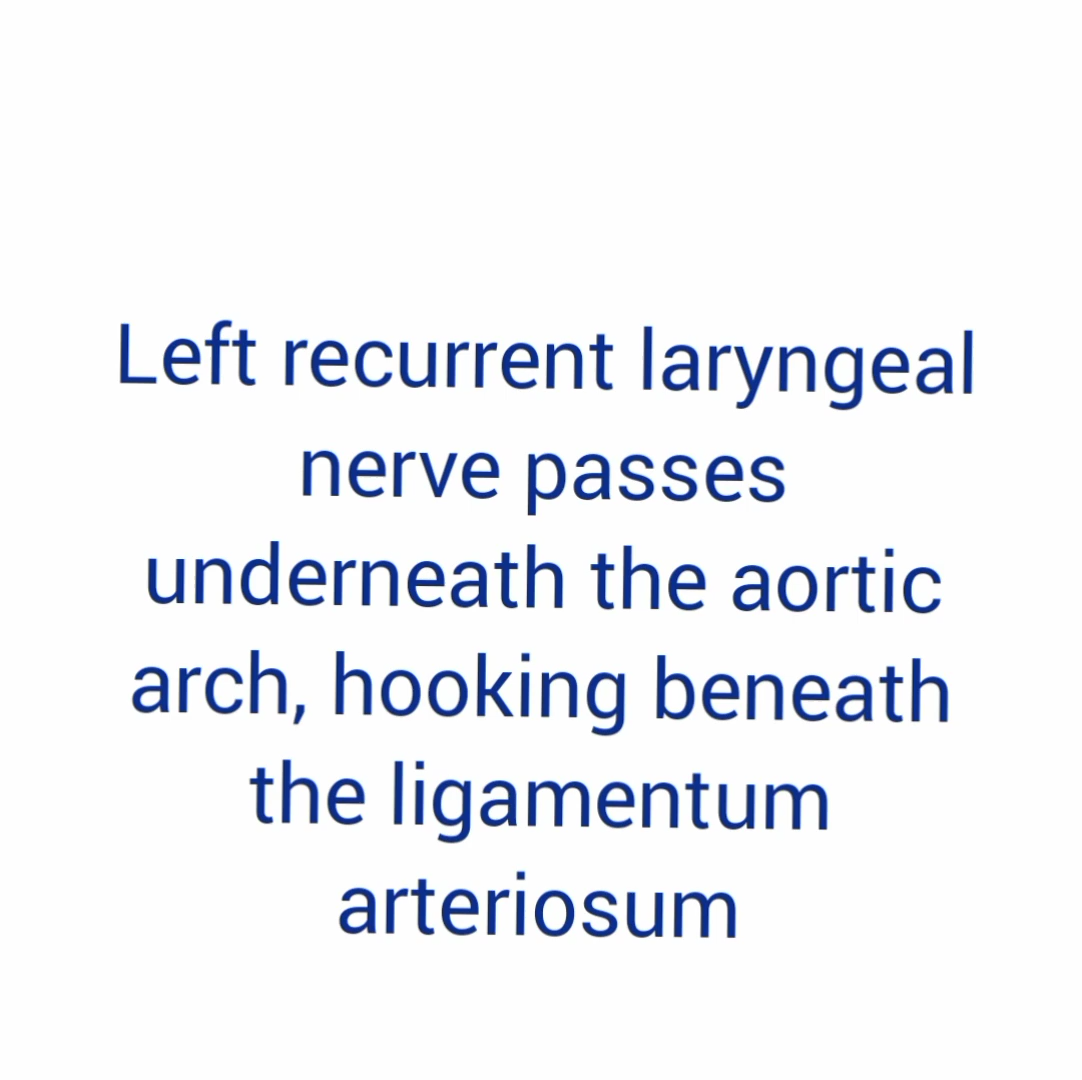 Left recurrent laryngeal
nerve passes
underneath the aortic
arch, hooking beneath
the ligamentum
arteriosum